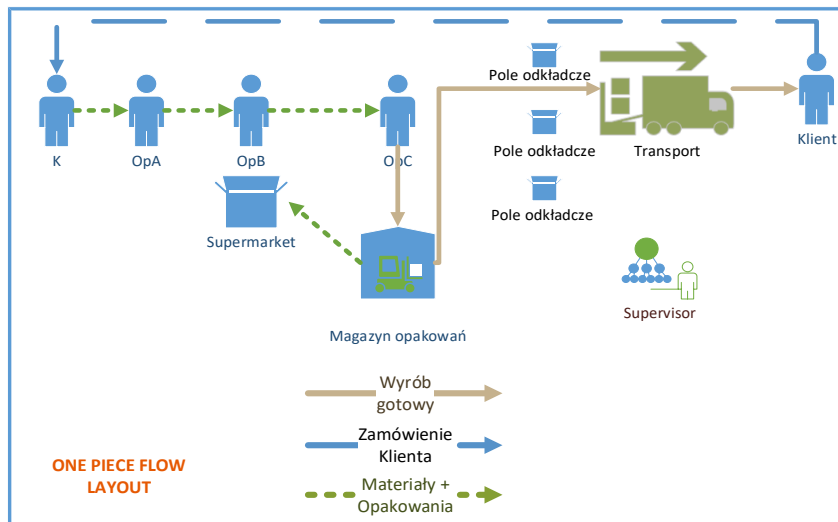 Pole odkładcze
K
OpA
OpB
OpC
Pole odkładcze
Transport
Klient
Supermarket
Pole odkładcze
Supervisor
Magazyn opakowań
Wyrób
gotowy
Zamówienie
Klienta
ONE PIECE FLOW
LAYOUT
Materiały +
Opakowania